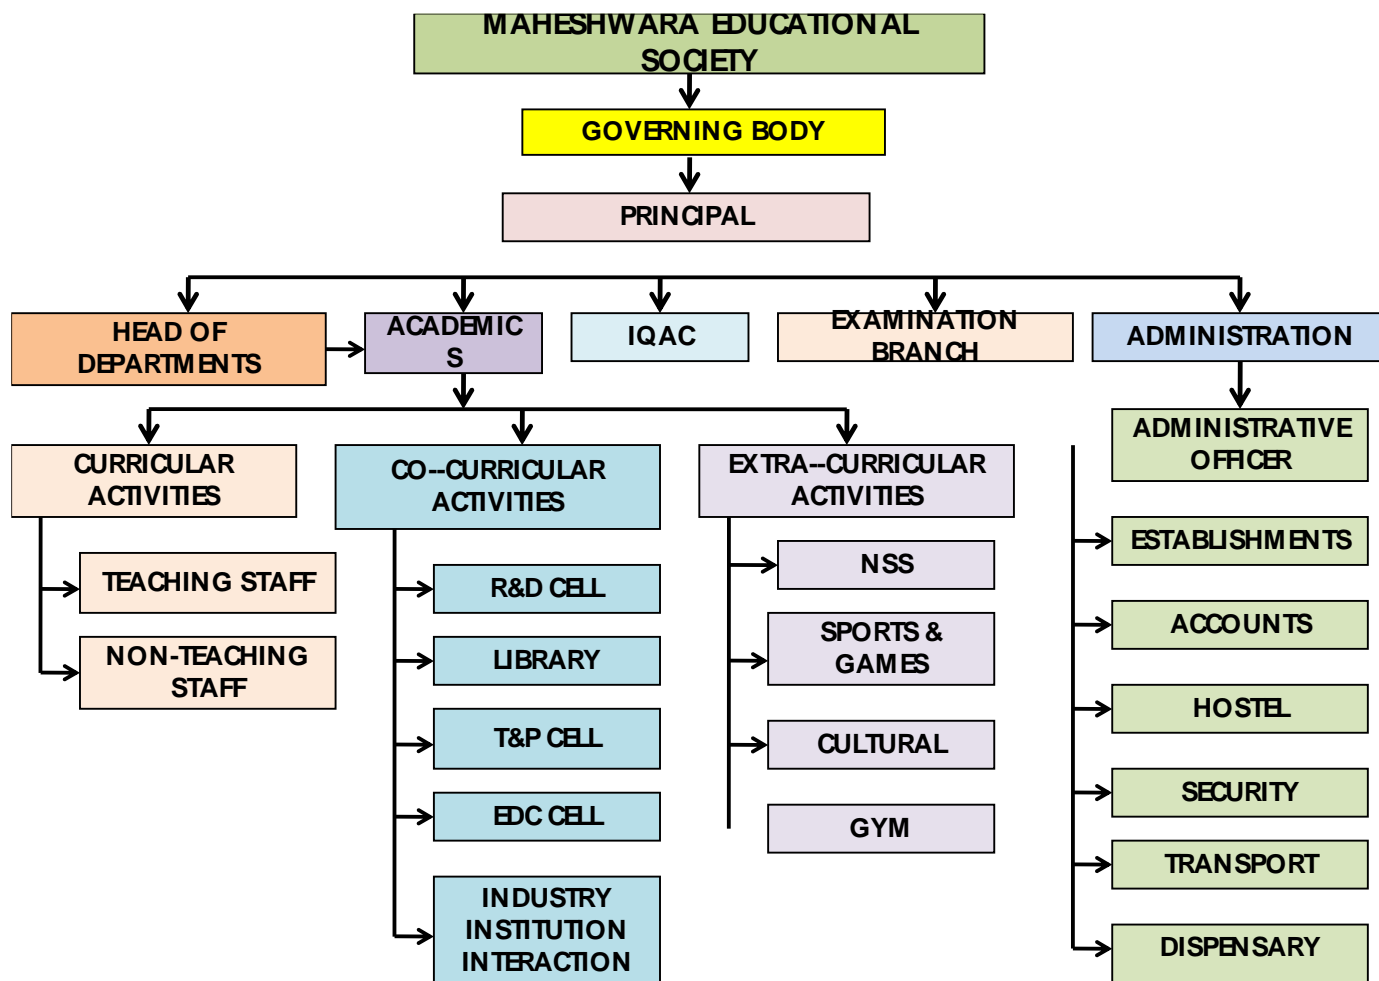 MAHESHWARA EDUCATIONAL
SOCIETY
GOVERNING BODY
PRINCIPAL
HEAD OF
DEPARTMENTS
ACADEMIC
S
IQAC
EXAMINATION
BRANCH
ADMINISTRATION
CURRICULAR
ACTIVITIES
TEACHING STAFF
NON-TEACHING
STAFF
CO--CURRICULAR
ACTIVITIES
R&D CELL
LIBRARY
T&P CELL
EDC CELL
INDUSTRY
INSTITUTION
INTERACTION
EXTRA--CURRICULAR
ACTIVITIES
NSS
SPORTS &
GAMES
CULTURAL
GYM
ADMINISTRATIVE
OFFICER
ESTABLISHMENTS
ACCOUNTS
HOSTEL
SECURITY
TRANSPORT
DISPENSARY